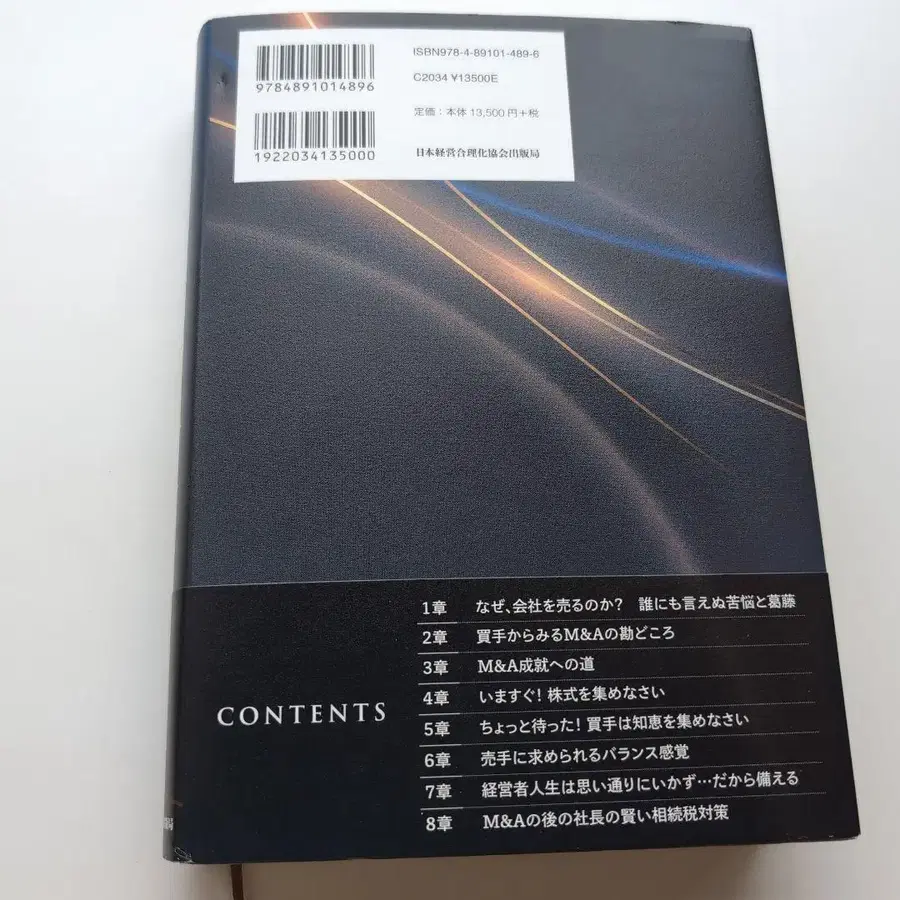 ISBN978-4-89101-489-6
9784891014896
C2034 ¥13500E
定価：本体 13,500円+税
1922034135000
日本経営合理化協会出版局
CONTENTS
1章 なぜ、会社を売るのか？ 誰にも言えぬ苦悩と葛藤
2章 買手からみるM&Aの勘どころ
3章 M&A成就への道
4章 いますぐ！株式を集めなさい
5章 ちょっと待った！買手は知恵を集めなさい
6章 売手に求められるバランス感覚
7章 経営者人生は思い通りにいかず…だから備える
8章 M&Aの後の社長の賢い相続税対策